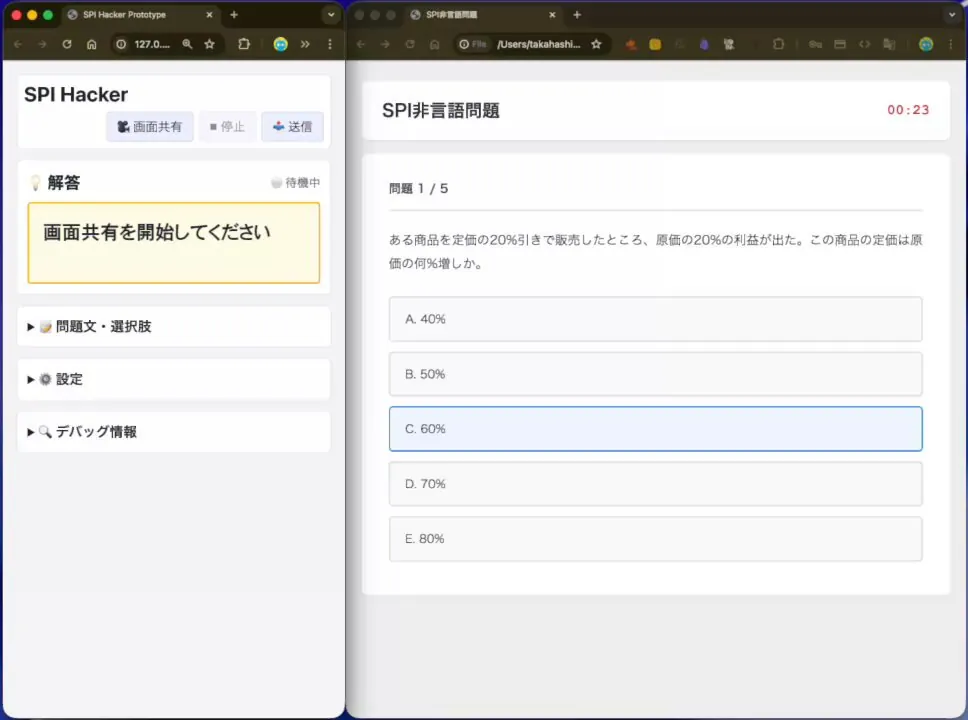 SPI Hacker Prototype
127.0....
SPI Hacker
画面共有
停止
送信
解答
待機中
画面共有を開始してください
問題文・選択肢
設定
デバッグ情報
SPI非言語問題
File
/Users/takahashi...
SPI非言語問題
00:23
問題 1 / 5
ある商品を定価の20%引きで販売したところ、原価の20%の利益が出た。この商品の定価は原
価の何%増しか。
A. 40%
B. 50%
C. 60%
D. 70%
E. 80%